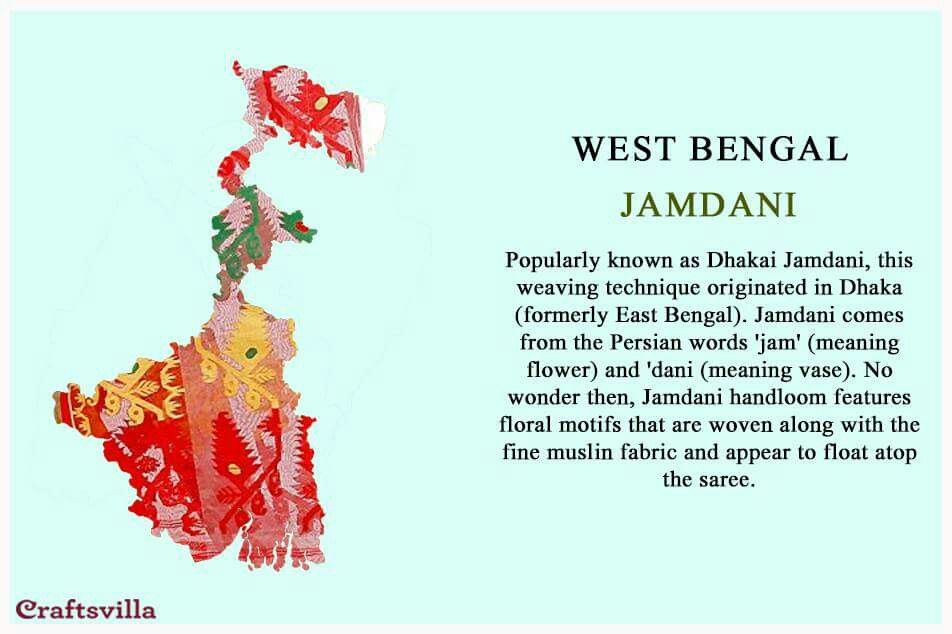 WEST BENGAL
JAMDANI
Popularly known as Dhakai Jamdani, this
weaving technique originated in Dhaka
(formerly East Bengal). Jamdani comes
from the Persian words 'jam' (meaning
flower) and 'dani (meaning vase). No
wonder then, Jamdani handloom features
floral motifs that are woven along with the
fine muslin fabric and appear to float atop
the saree.
Craftsvilla